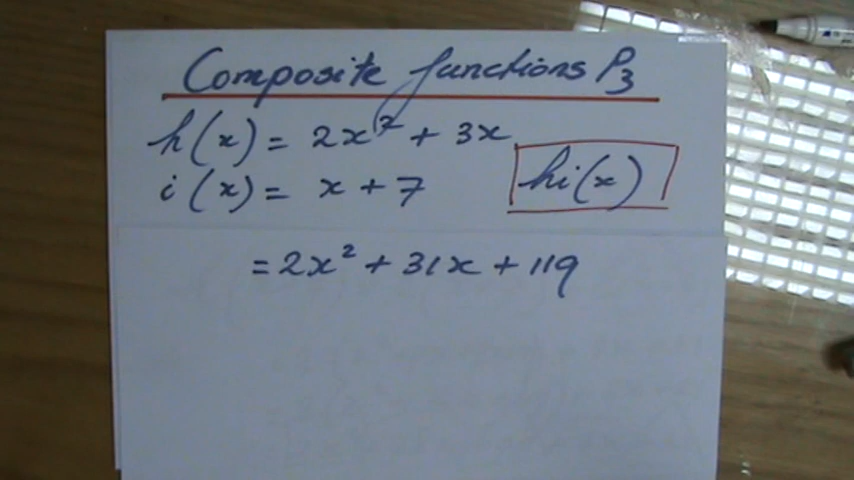 Composite functions P3
h(x) = 2x² + 3x
i(x) = x + 7
hi(x)
= 2x² + 31x + 119